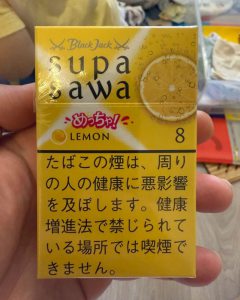 Black Jack
supa
sawa
めっちゃ!
LEMON
8
たばこの煙は、周り
の人の健康に悪影響
を及ぼします。健康
増進法で禁じられて
いる場所では喫煙で
きません。